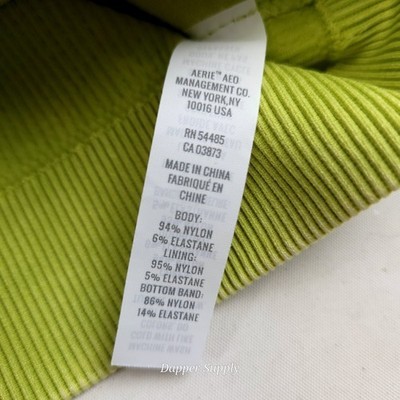 AERIE™ AEO
MANAGEMENT CO.
NEW YORK, NY
10016 USA
RN 54485
CA 03873
MADE IN CHINA
FABRIQUÉ EN
CHINE
BODY:
94% NYLON
6% ELASTANE
LINING:
95% NYLON
5% ELASTANE
BOTTOM BAND:
86% NYLON
14% ELASTANE
Dapper Supply